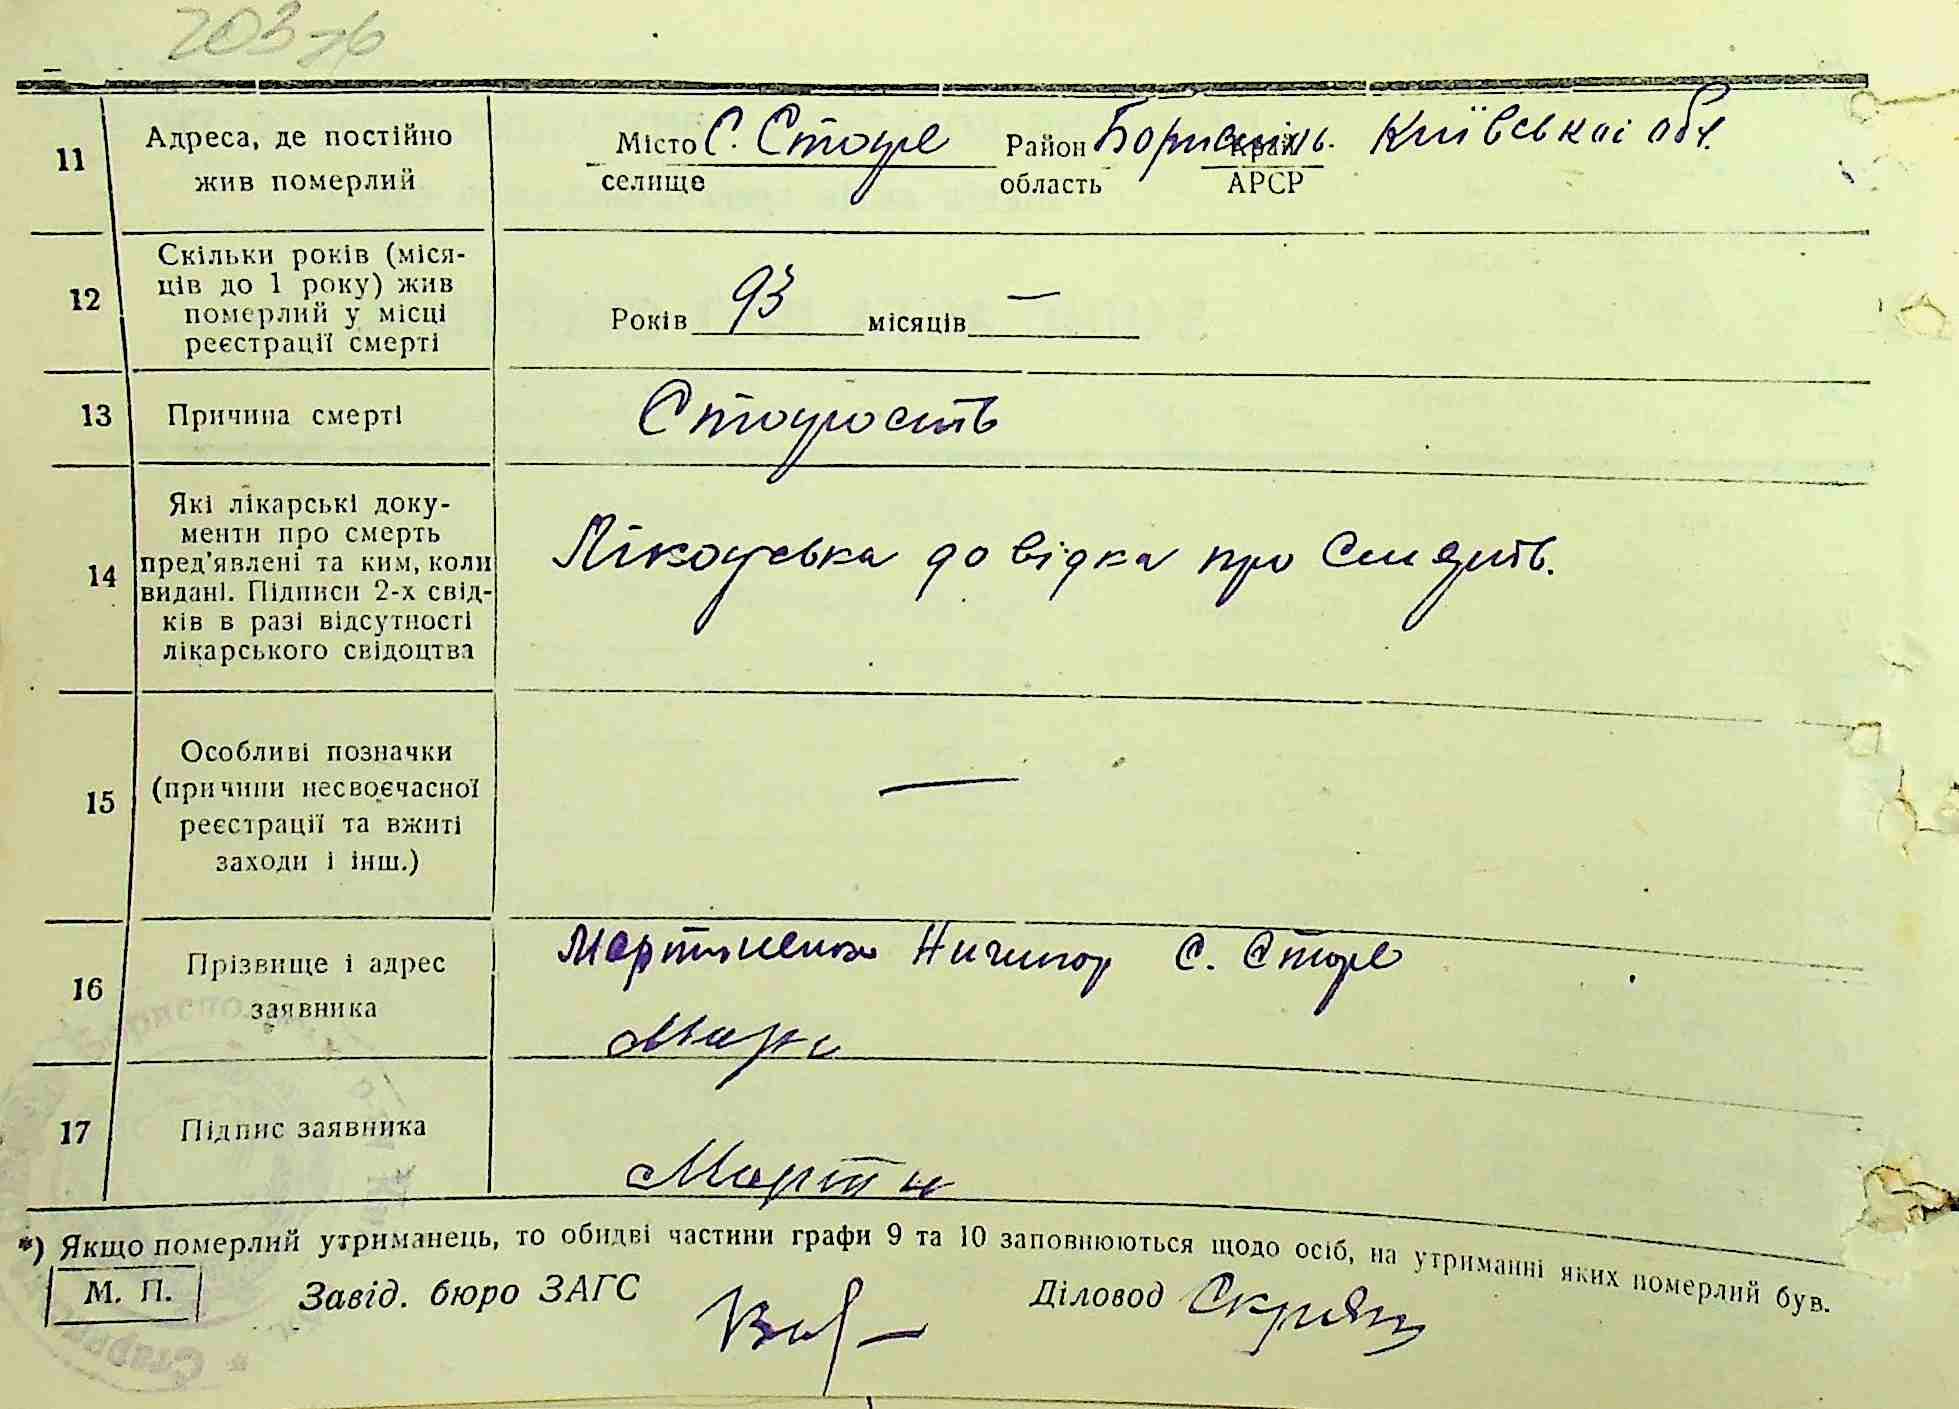 11 Адреса, де постійно
жив померлий
Місто С. Старе Район Бориспіль. Край Київської обл.
селище область АРСР
12 Скільки років (міся-
ців до 1 року) жив
померлий у місці
реєстрації смерті
Років 93 місяців —
13 Причина смерті
Старость
14 Які лікарські доку-
менти про смерть
пред'явлені та ким, коли
видані. Підписи 2-х свід-
ків в разі відсутності
лікарського свідоцтва
Лікарська довідка про смерть.
15 Особливі позначки
(причини несвоєчасної
реєстрації та вжиті
заходи і інш.)
—
16 Прізвище і адрес
заявника
Мартиненко Ничипор С. Старе
17 Підпис заявника
Мартин
*) Якщо померлий утриманець, то обидві частини графи 9 та 10 заповнюються щодо осіб, на утриманні яких померлий був.
М. П. Завід. бюро ЗАГС Діловод